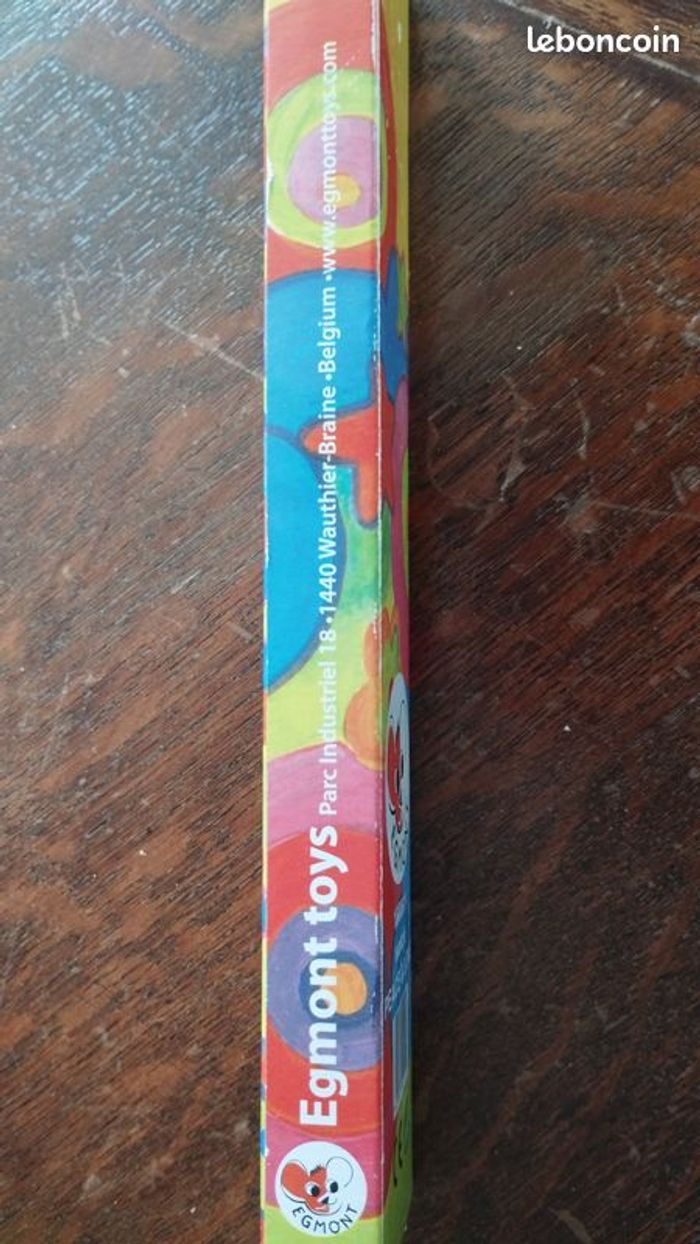 leboncoin
Egmont toys Parc Industriel 18 •1440 Wauthier-Braine •Belgium •www.egmonttoys.com
EGMONT